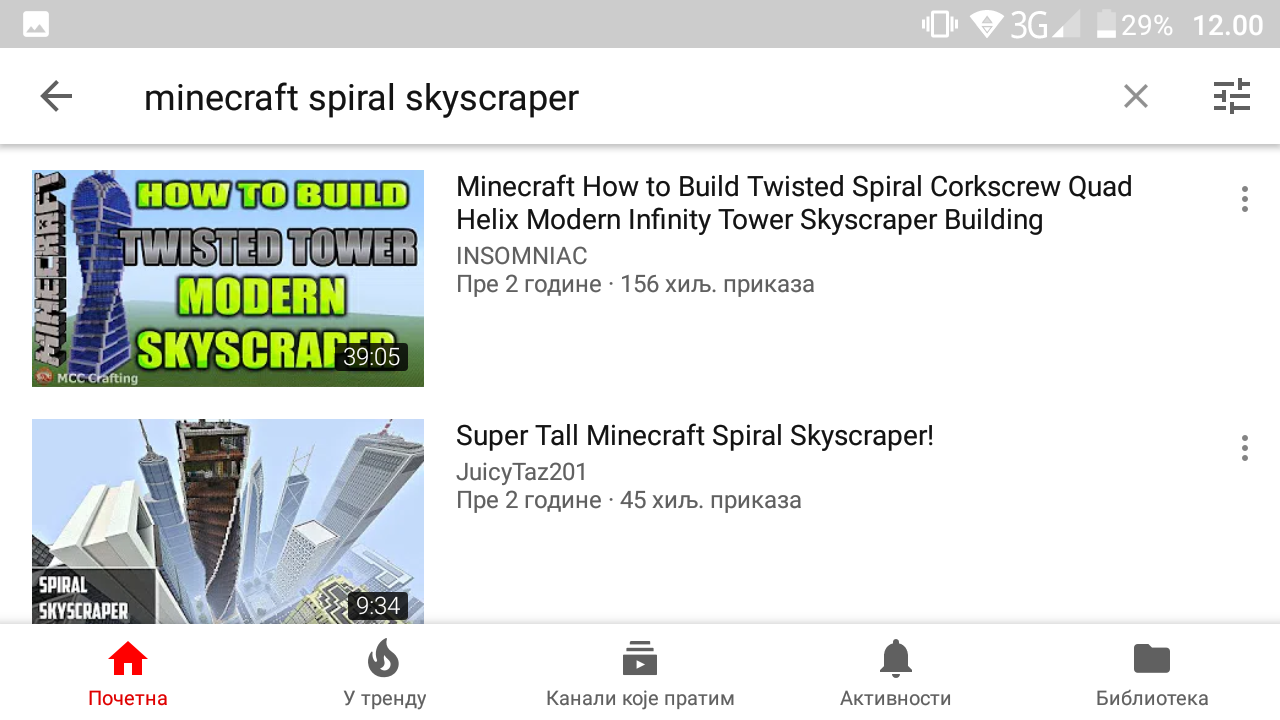 3G 29% 12.00
minecraft spiral skyscraper
MINECRAFT
HOW TO BUILD
TWISTED TOWER
MODERN
SKYSCRAPER
39:05
MCC Crafting
Minecraft How to Build Twisted Spiral Corkscrew Quad
Helix Modern Infinity Tower Skyscraper Building
INSOMNIAC
Пре 2 године · 156 хиљ. приказа
SPIRAL
SKYSCRAPER
9:34
Super Tall Minecraft Spiral Skyscraper!
JuicyTaz201
Пре 2 године · 45 хиљ. приказа
Почетна У тренду Канали које пратим Активности Библиотека